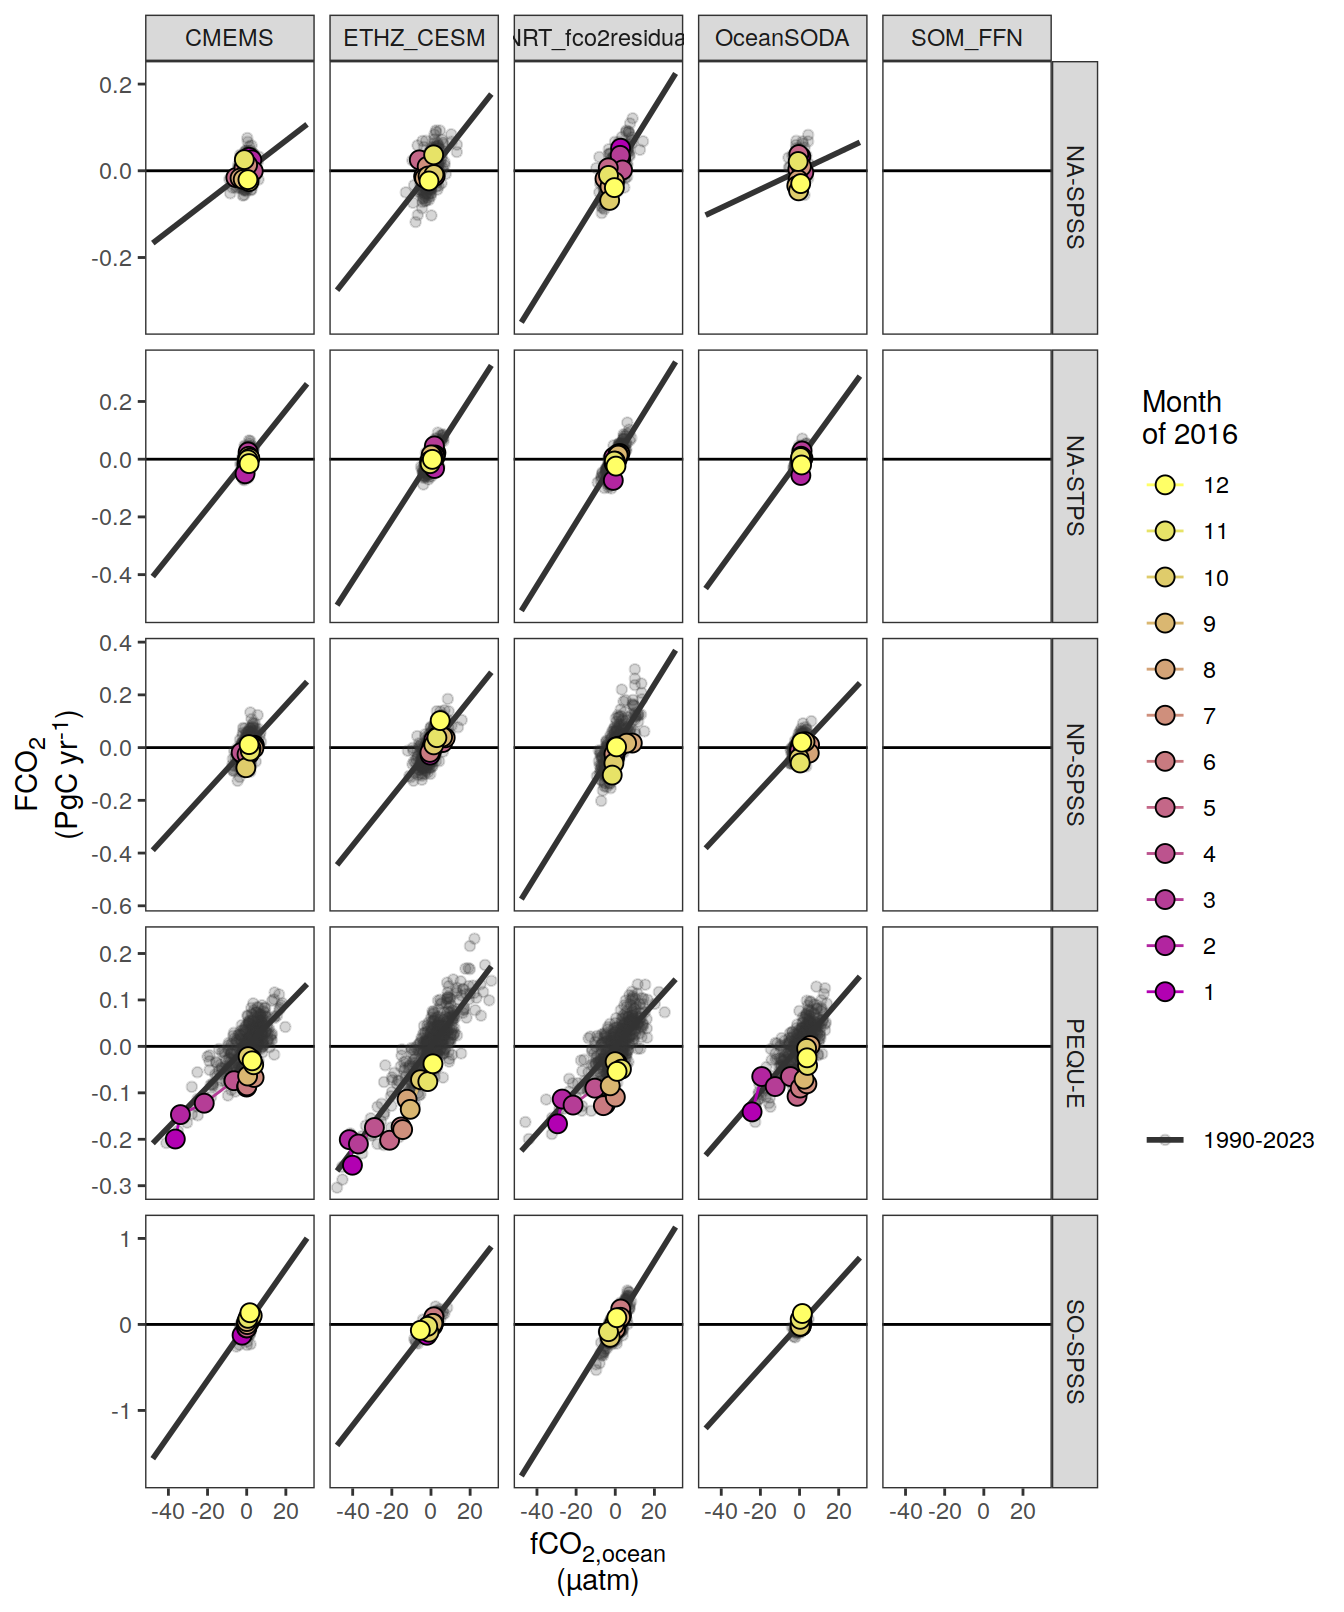 CMEMS ETHZ_CESM NRT_fco2residua OceanSODA SOM_FFN
0.2
0.0
-0.2
NA-SPSS
0.2
0.0
-0.2
-0.4
NA-STPS
0.4
0.2
0.0
-0.2
-0.4
-0.6
NP-SPSS
0.2
0.1
0.0
-0.1
-0.2
-0.3
PEQU-E
1
0
-1
SO-SPSS
-40 -20 0 20 -40 -20 0 20 -40 -20 0 20 -40 -20 0 20 -40 -20 0 20
FCO2
(PgC yr-1)
fCO2,ocean
(µatm)
Month
of 2016
12
11
10
9
8
7
6
5
4
3
2
1
1990-2023